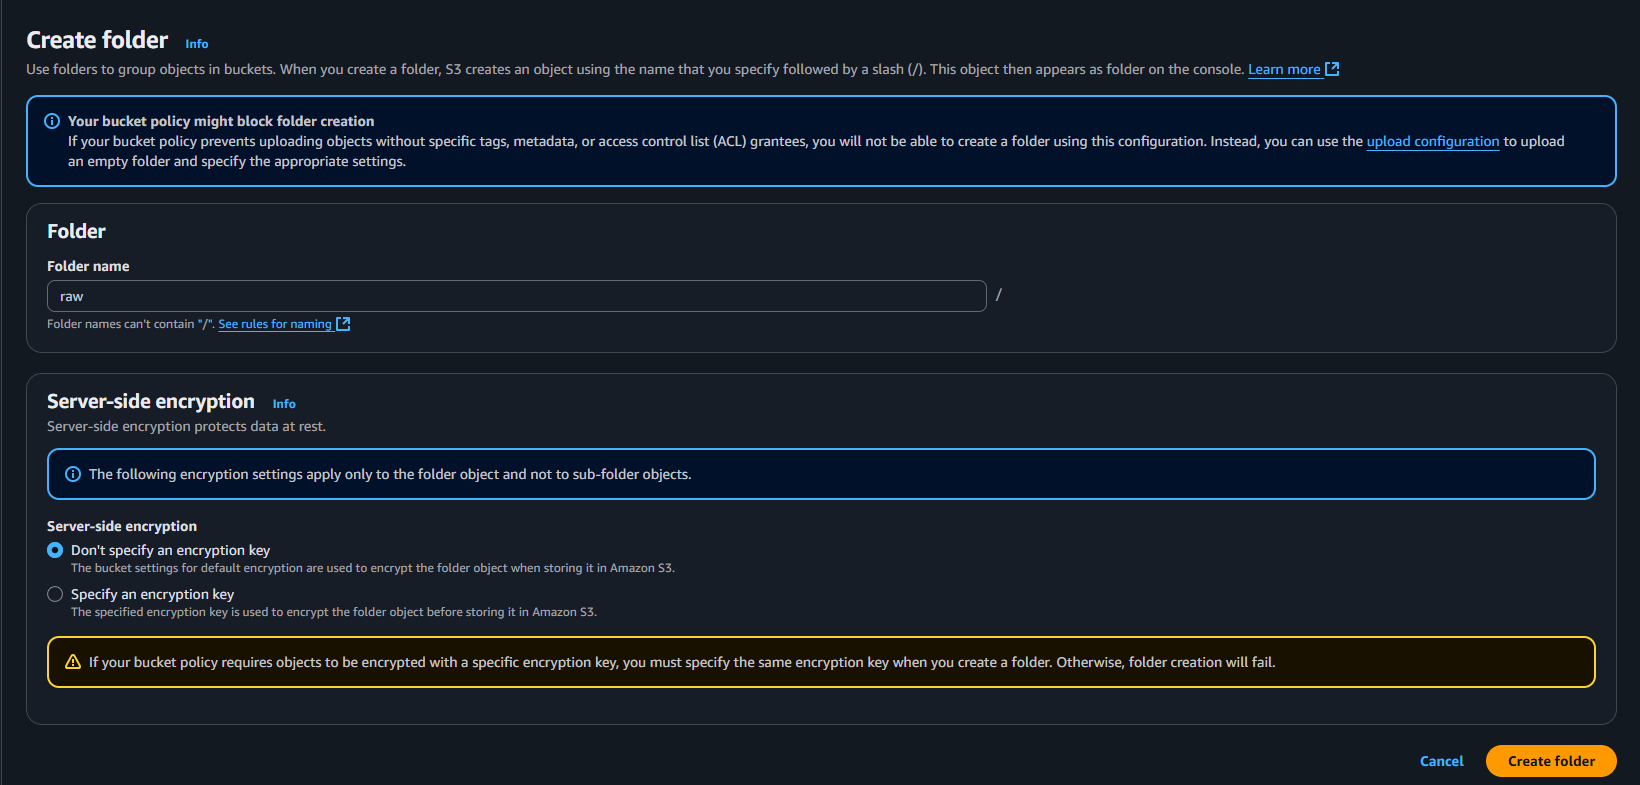 Create folder Info
Use folders to group objects in buckets. When you create a folder, S3 creates an object using the name that you specify followed by a slash (/). This object then appears as folder on the console. Learn more
Your bucket policy might block folder creation
If your bucket policy prevents uploading objects without specific tags, metadata, or access control list (ACL) grantees, you will not be able to create a folder using this configuration. Instead, you can use the upload configuration to upload
an empty folder and specify the appropriate settings.
Folder
Folder name
raw /
Folder names can't contain "/". See rules for naming
Server-side encryption Info
Server-side encryption protects data at rest.
The following encryption settings apply only to the folder object and not to sub-folder objects.
Server-side encryption
Don't specify an encryption key
The bucket settings for default encryption are used to encrypt the folder object when storing it in Amazon S3.
Specify an encryption key
The specified encryption key is used to encrypt the folder object before storing it in Amazon S3.
If your bucket policy requires objects to be encrypted with a specific encryption key, you must specify the same encryption key when you create a folder. Otherwise, folder creation will fail.
Cancel Create folder